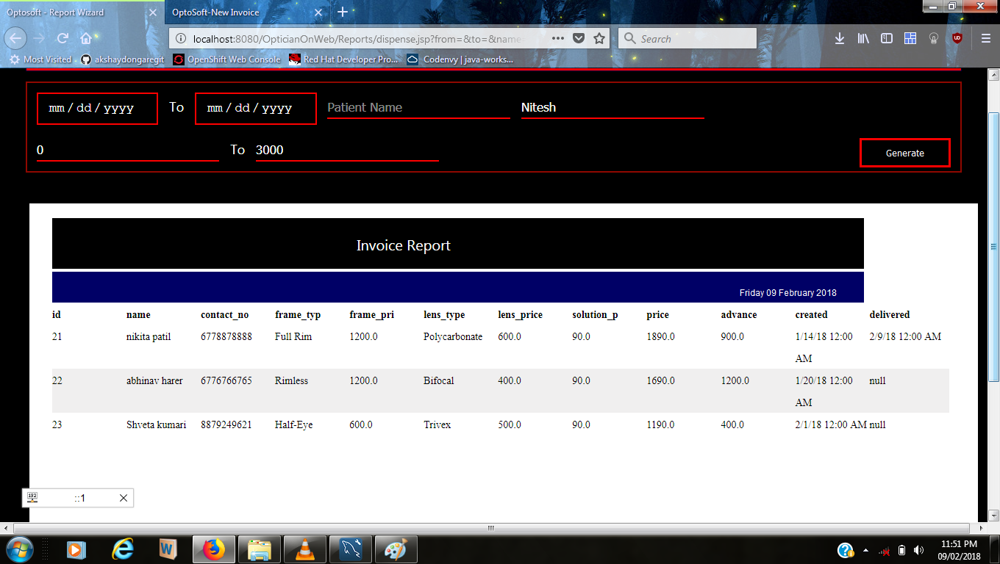 Optosoft - Report Wizard
OptoSoft-New Invoice
localhost:8080/OpticianOnWeb/Reports/dispense.jsp?from=&to=&name
Search
Most Visited akshaydongaregit OpenShift Web Console Red Hat Developer Pro... Codenvy | java-works...
mm / dd / yyyy To mm / dd / yyyy Patient Name Nitesh
0 To 3000 Generate
Invoice Report
Friday 09 February 2018
id name contact_no frame_typ frame_pri lens_type lens_price solution_p price advance created delivered
21 nikita patil 6778878888 Full Rim 1200.0 Polycarbonate 600.0 90.0 1890.0 900.0 1/14/18 12:00 2/9/18 12:00 AM
AM
22 abhinav harer 6776766765 Rimless 1200.0 Bifocal 400.0 90.0 1690.0 1200.0 1/20/18 12:00 null
AM
23 Shveta kumari 8879249621 Half-Eye 600.0 Trivex 500.0 90.0 1190.0 400.0 2/1/18 12:00 AM null
::1
11:51 PM
09/02/2018